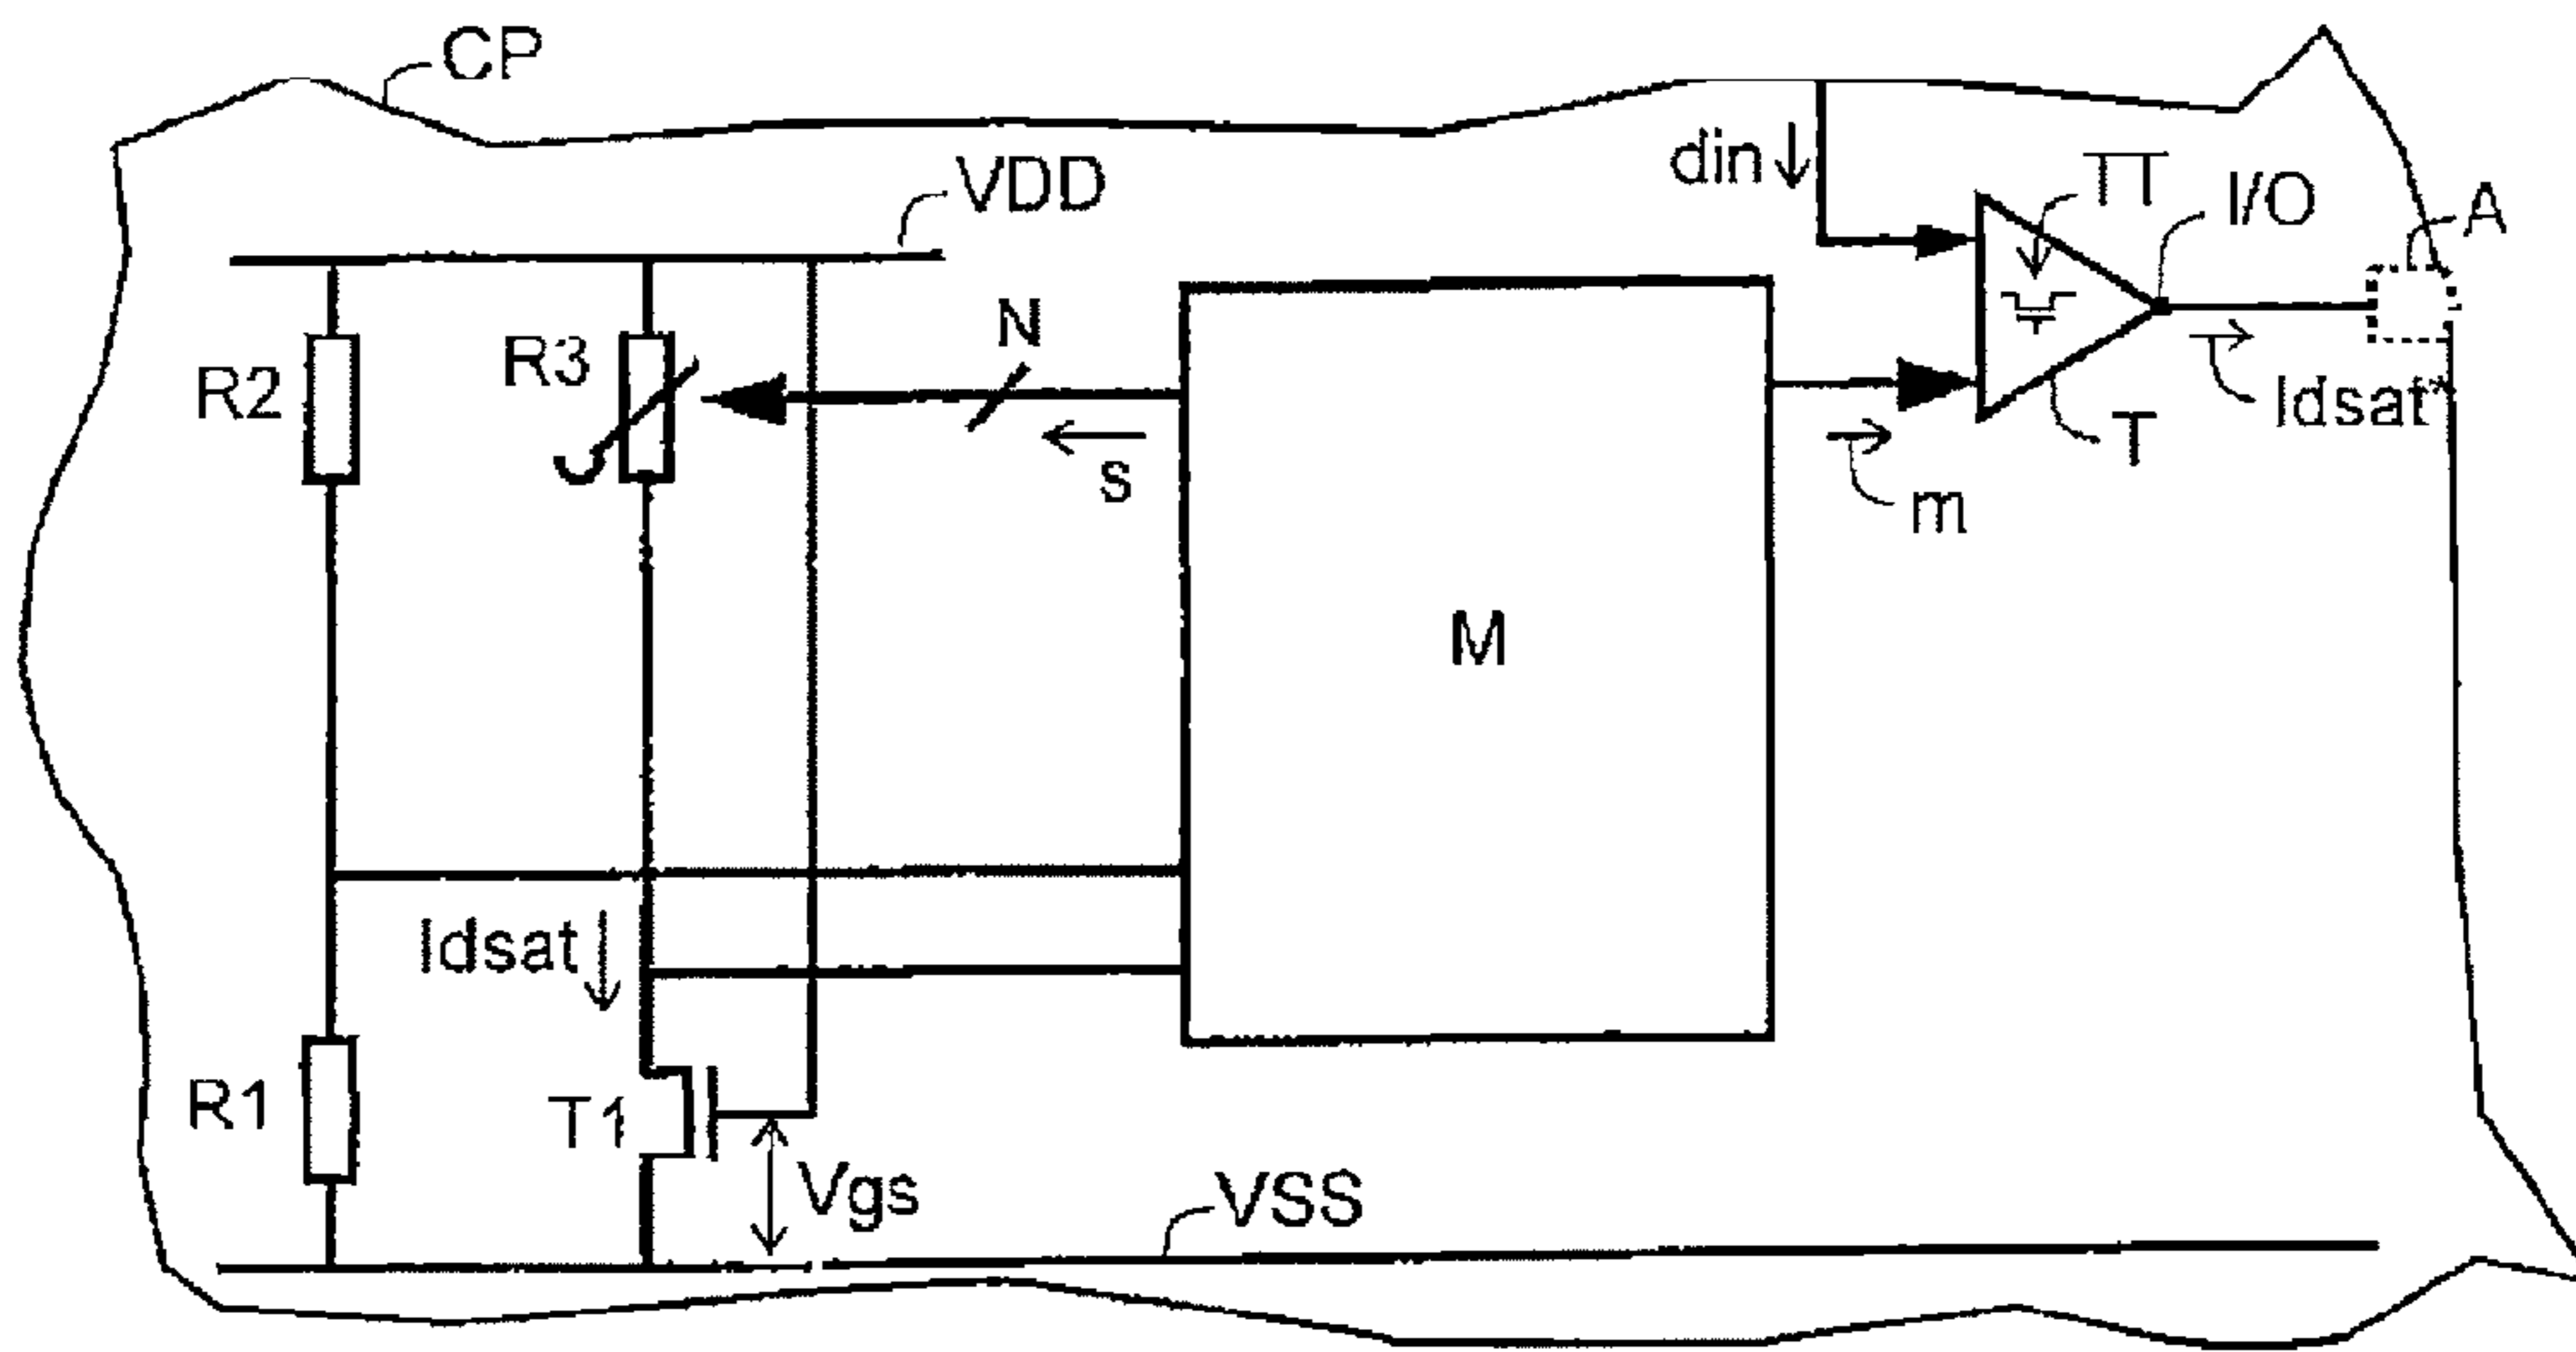 CP
VDD
din
TT
I/O
A
N
R3
R2
s
m
T
Idsat*
M
Idsat
R1
T1
Vgs
VSS